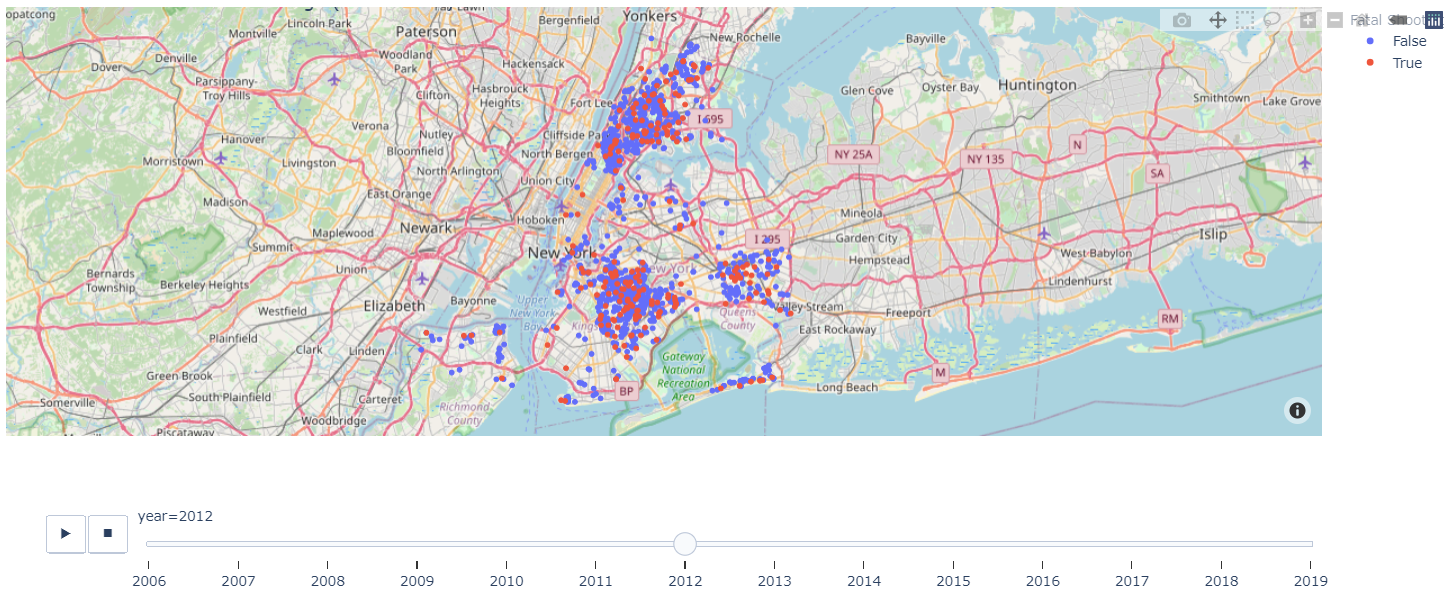 opatcong
Lincoln Park
Montville
Paterson
Bergenfield
Yonkers
New Rochelle
Bayville
Denville
Dover
Woodland
Park
Hackensack
Parsippany-
Troy Hills
Clifton
Hasbrouck
Heights
Fort Lee
Glen Cove
Oyster Bay
Huntington
Smithtown
Lake Grove
Verona
Hanover
Nutley
Bloomfield
Cliffside Pa
I 695
North Bergen
Morristown
Livingston
North Arlington
Union City
NY 25A
NY 135
N
SA
East Orange
Madison
Hoboken
Mineola
Maplewood
Newark
Summit
New York
I 295
Garden City
Islip
Bernards
Township
Union
Berkeley Heights
Hempstead
West Babylon
Lindenhurst
Elizabeth
Bayonne
Upper
New York
Bay
Kings
Queens
County
Valley Stream
Freeport
East Rockaway
RM
Westfield
Plainfield
Clark
Linden
Gateway
National
Recreation
Area
Green Brook
South Plainfield
Carteret
BP
Long Beach
M
Somerville
Richmond
County
Woodbridge
Piscataway
False
True
year=2012
2006 2007 2008 2009 2010 2011 2012 2013 2014 2015 2016 2017 2018 2019